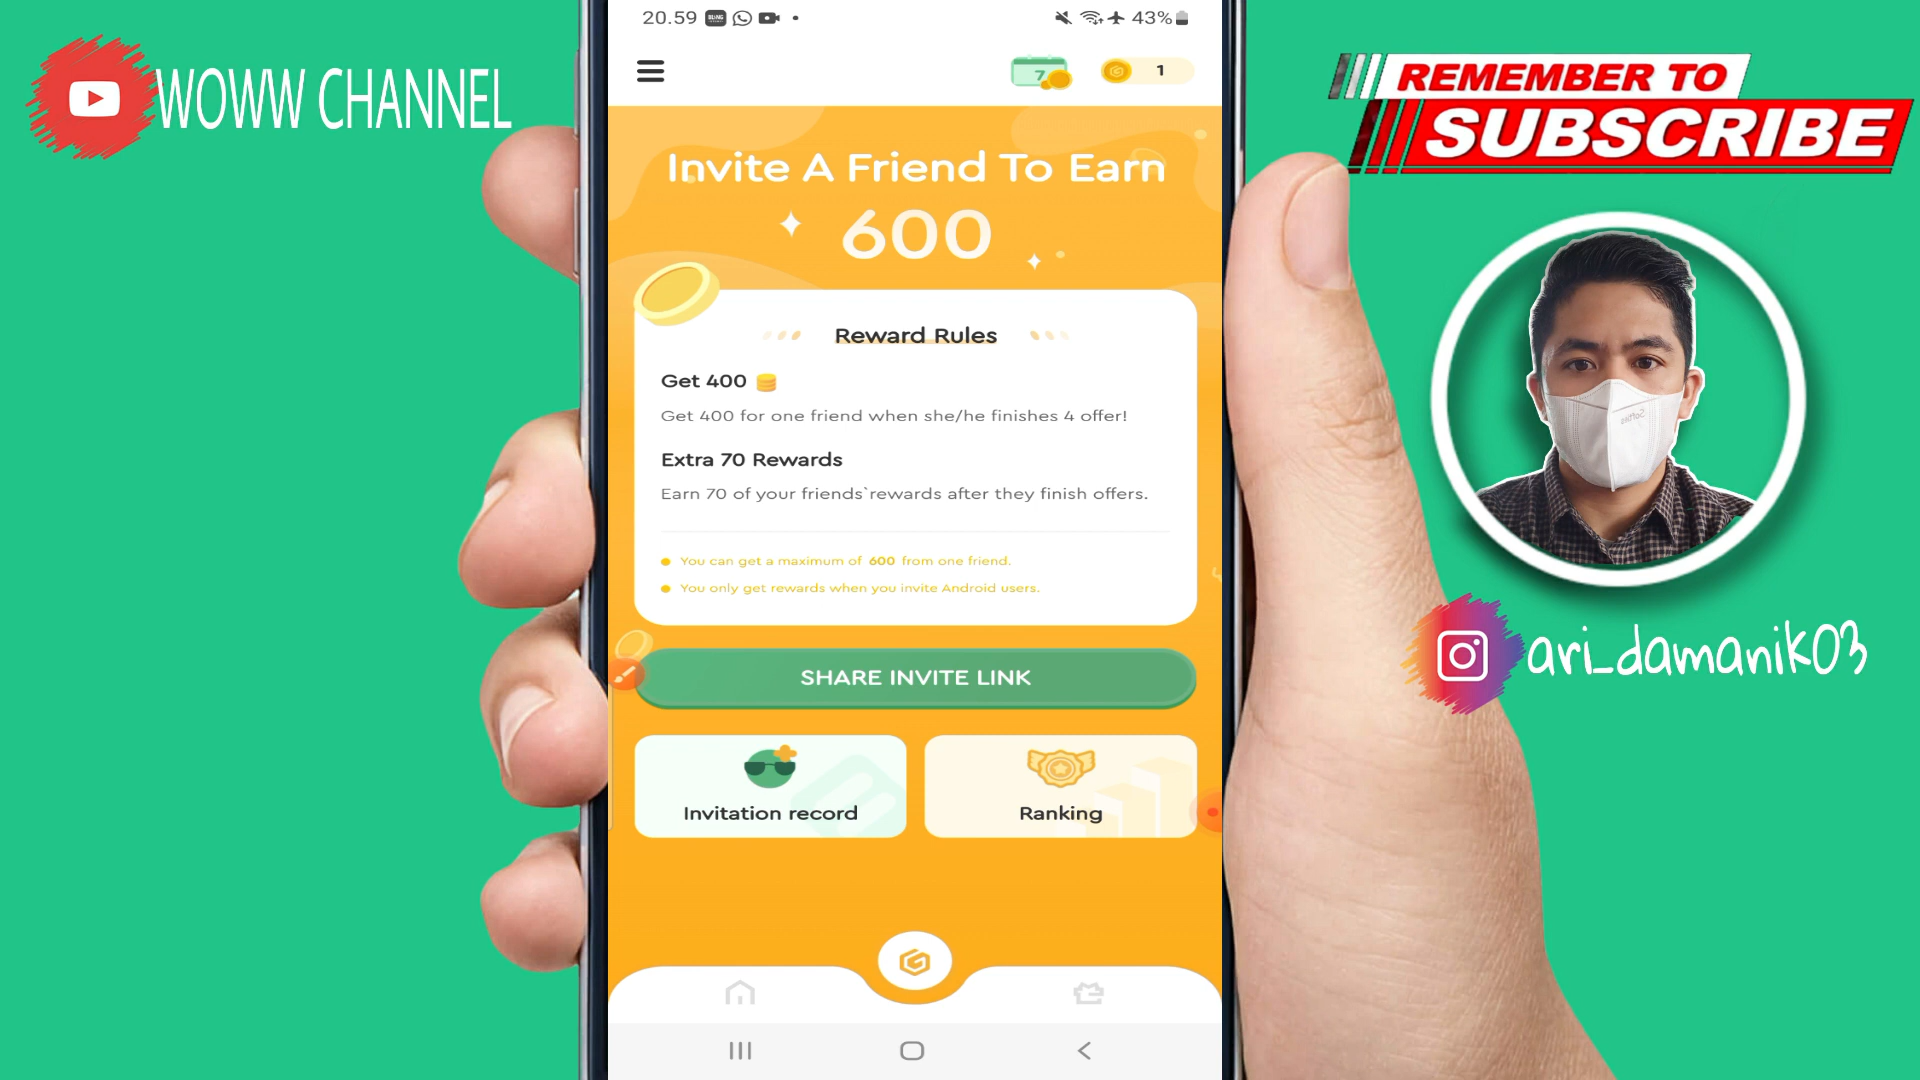 WOWW CHANNEL
20.59
43%
7
1
REMEMBER TO
SUBSCRIBE
Invite A Friend To Earn
600
Reward Rules
Get 400
Get 400 for one friend when she/he finishes 4 offer!
Extra 70 Rewards
Earn 70 of your friends`rewards after they finish offers.
You can get a maximum of 600 from one friend.
You only get rewards when you invite Android users.
SHARE INVITE LINK
Invitation record
Ranking
ari_damanik03